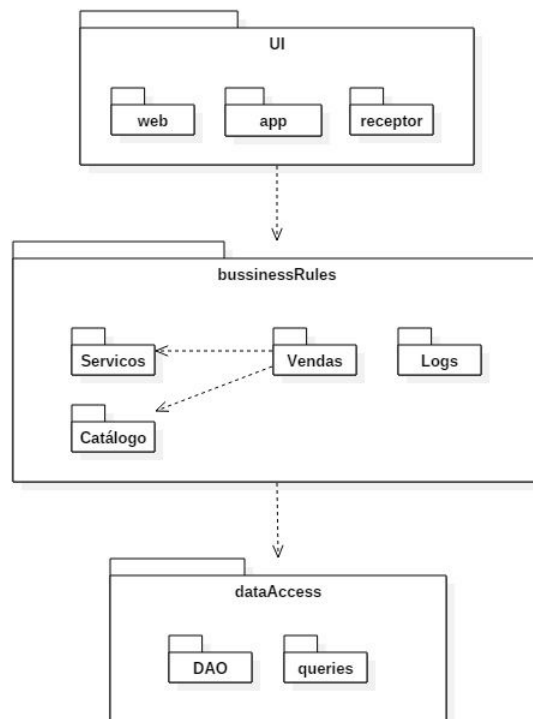 UI
web
app
receptor
bussinessRules
Servicos
Vendas
Logs
Catálogo
dataAccess
DAO
queries